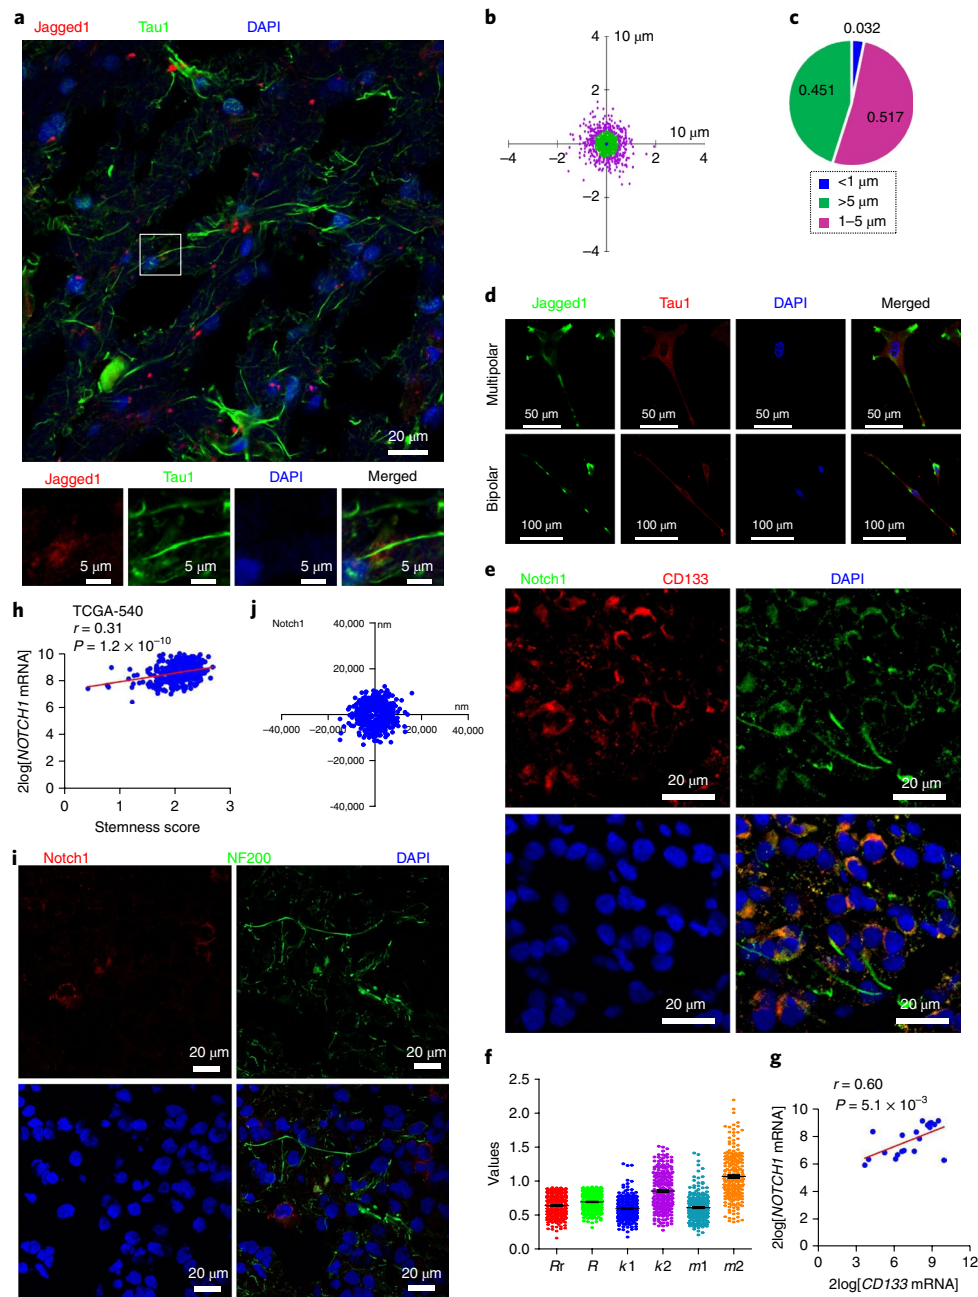 a
Jagged1 Tau1 DAPI
20 μm
Jagged1 Tau1 DAPI Merged
5 μm 5 μm 5 μm 5 μm
b
4 10 μm
2
10 μm
−4 −2 2 4
−2
−4
c
0.032
0.451
0.517
<1 μm
>5 μm
1–5 μm
d
Jagged1 Tau1 DAPI Merged
Multipolar
50 μm 50 μm 50 μm 50 μm
Bipolar
100 μm 100 μm 100 μm 100 μm
e
Notch1 CD133 DAPI
20 μm 20 μm
20 μm 20 μm
h
TCGA-540
r = 0.31
P = 1.2 × 10−10
2log[NOTCH1 mRNA]
10
8
6
4
2
0
0 1 2 3
Stemness score
j
Notch1
40,000 nm
20,000
nm
−40,000 −20,000 20,000 40,000
−20,000
−40,000
i
Notch1 NF200 DAPI
20 μm 20 μm
20 μm 20 μm
f
Values
2.5
2.0
1.5
1.0
0.5
0.0
Rr R k1 k2 m1 m2
g
r = 0.60
P = 5.1 × 10−3
2log[NOTCH1 mRNA]
10
8
6
4
2
0
0 3 6 9 12
2log[CD133 mRNA]